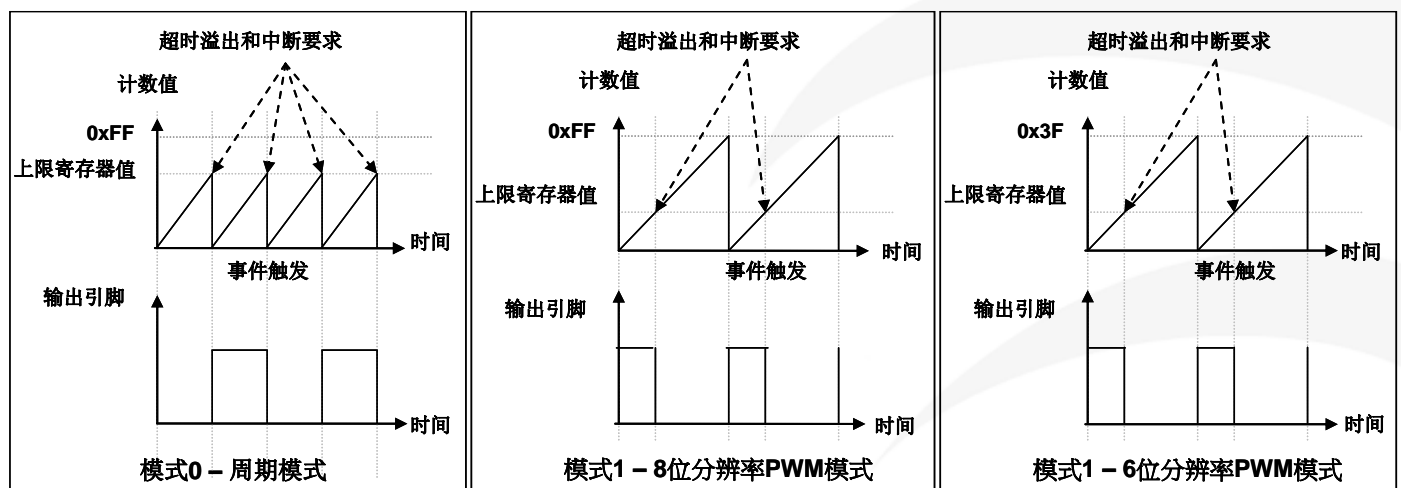 超时溢出和中断要求
计数值
0xFF
上限寄存器值
时间
事件触发
输出引脚
时间
模式0 – 周期模式
超时溢出和中断要求
计数值
0xFF
上限寄存器值
时间
事件触发
输出引脚
时间
模式1 – 8位分辨率PWM模式
超时溢出和中断要求
计数值
0x3F
上限寄存器值
时间
事件触发
输出引脚
时间
模式1 – 6位分辨率PWM模式